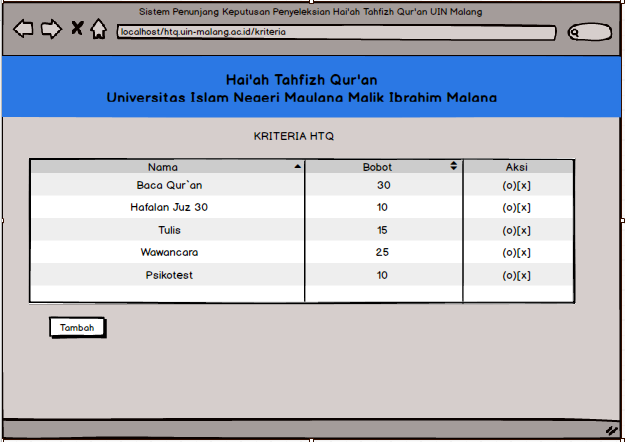 Sistem Penunjang Keputusan Penyeleksian Hai'ah Tahfizh Qur'an UIN Malang
localhost/htq.uin-malang.ac.id/kriteria
Hai'ah Tahfizh Qur'an
Universitas Islam Negeri Maulana Malik Ibrahim Malang
KRITERIA HTQ
Nama Bobot Aksi
Baca Qur`an 30 (o)[x]
Hafalan Juz 30 10 (o)[x]
Tulis 15 (o)[x]
Wawancara 25 (o)[x]
Psikotest 10 (o)[x]
Tambah